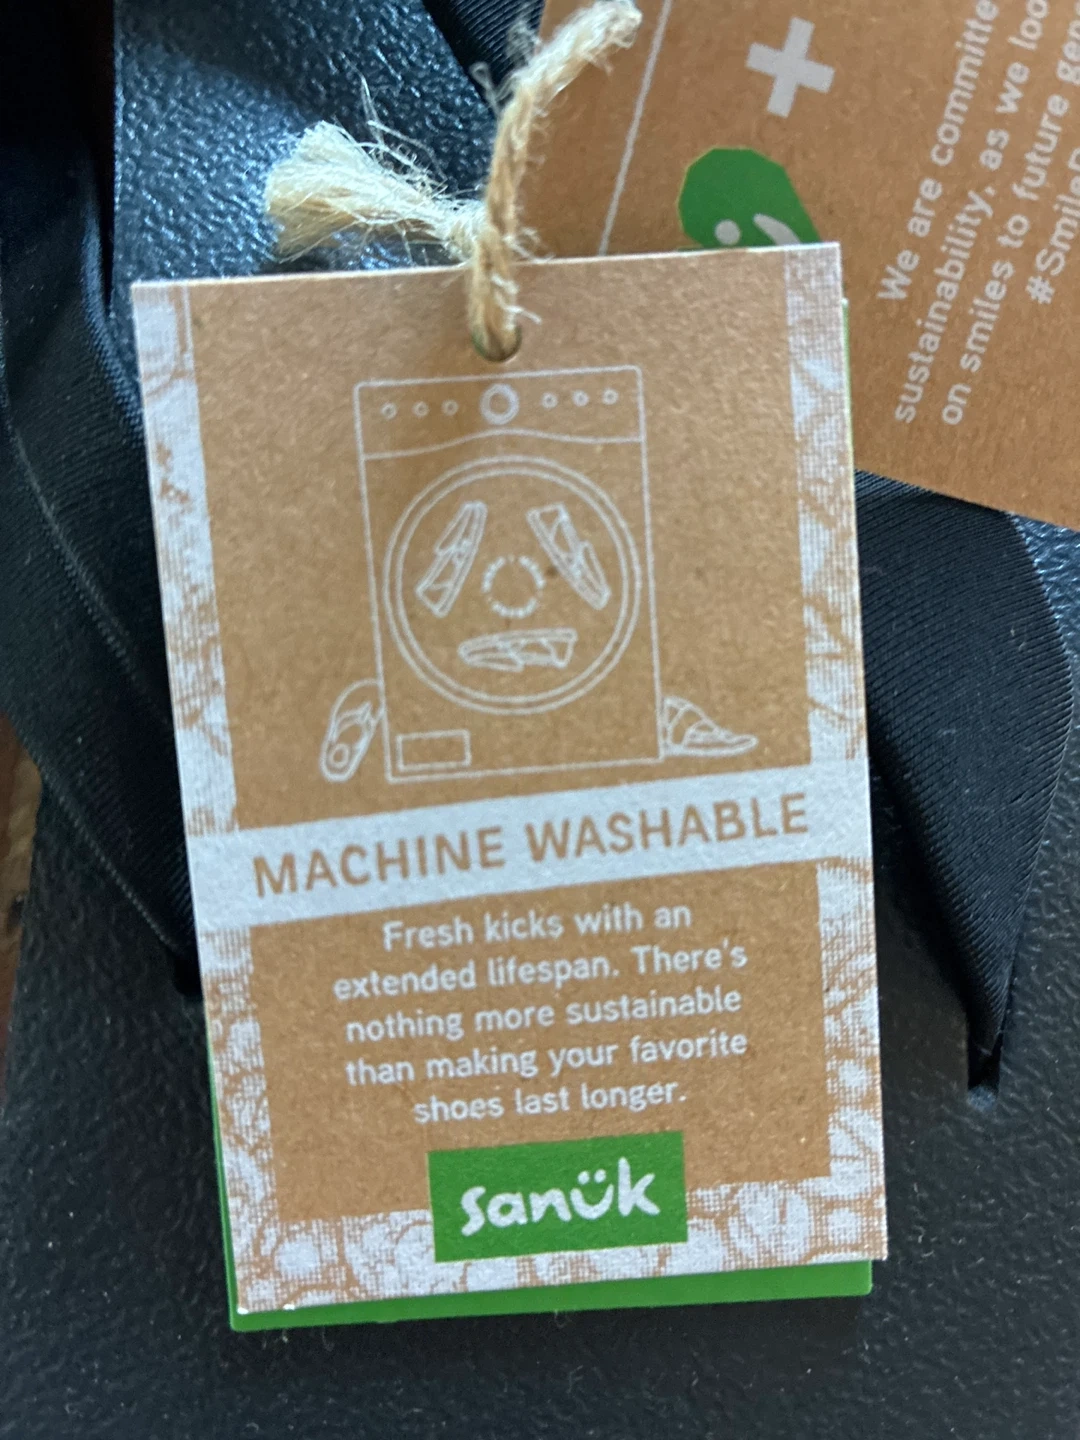 MACHINE WASHABLE
Fresh kicks with an
extended lifespan. There's
nothing more sustainable
than making your favorite
shoes last longer.
sanük
+
We are committe
sustainability, as we loo
on smiles to future gen
#Smile